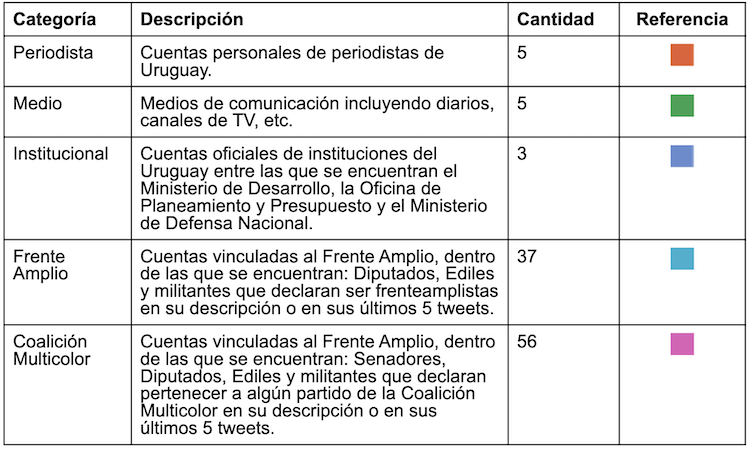 Categoría Descripción Cantidad Referencia
Periodista Cuentas personales de periodistas de 5
Uruguay.
Medio Medios de comunicación incluyendo diarios, 5
canales de TV, etc.
Institucional Cuentas oficiales de instituciones del 3
Uruguay entre las que se encuentran el
Ministerio de Desarrollo, la Oficina de
Planeamiento y Presupuesto y el Ministerio
de Defensa Nacional.
Frente Cuentas vinculadas al Frente Amplio, dentro 37
Amplio de las que se encuentran: Diputados, Ediles
y militantes que declaran ser frenteamplistas
en su descripción o en sus últimos 5 tweets.
Coalición Cuentas vinculadas al Frente Amplio, dentro 56
Multicolor de las que se encuentran: Senadores,
Diputados, Ediles y militantes que declaran
pertenecer a algún partido de la Coalición
Multicolor en su descripción o en sus
últimos 5 tweets.